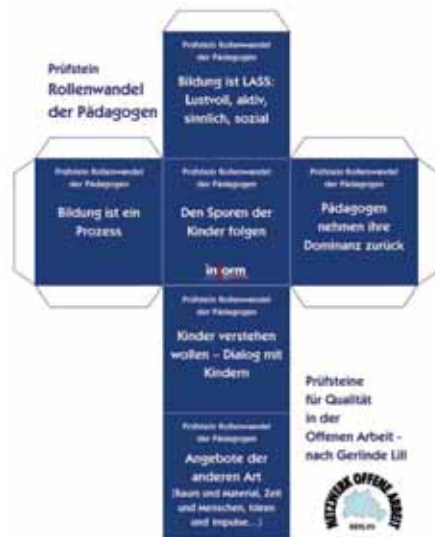 Prüfstein
Rollenwandel
der Pädagogen
Prüfstein Rollenwandel
der Pädagogen
Bildung ist LASS:
Lustvoll, aktiv,
sinnlich, sozial
Prüfstein Rollenwandel
der Pädagogen
Bildung ist ein
Prozess
Prüfstein Rollenwandel
der Pädagogen
Den Spuren der
Kinder folgen
inform
Prüfstein Rollenwandel
der Pädagogen
Pädagogen
nehmen ihre
Dominanz zurück
Prüfstein Rollenwandel
der Pädagogen
Kinder verstehen
wollen – Dialog mit
Kindern
Prüfstein Rollenwandel
der Pädagogen
Angebote der
anderen Art
(Raum und Material, Zeit
und Menschen, Ideen
und Impulse...)
Prüfsteine
für Qualität
in der
Offenen Arbeit -
nach Gerlinde Lill
NETZWERK OFFENE ARBEIT
BERLIN